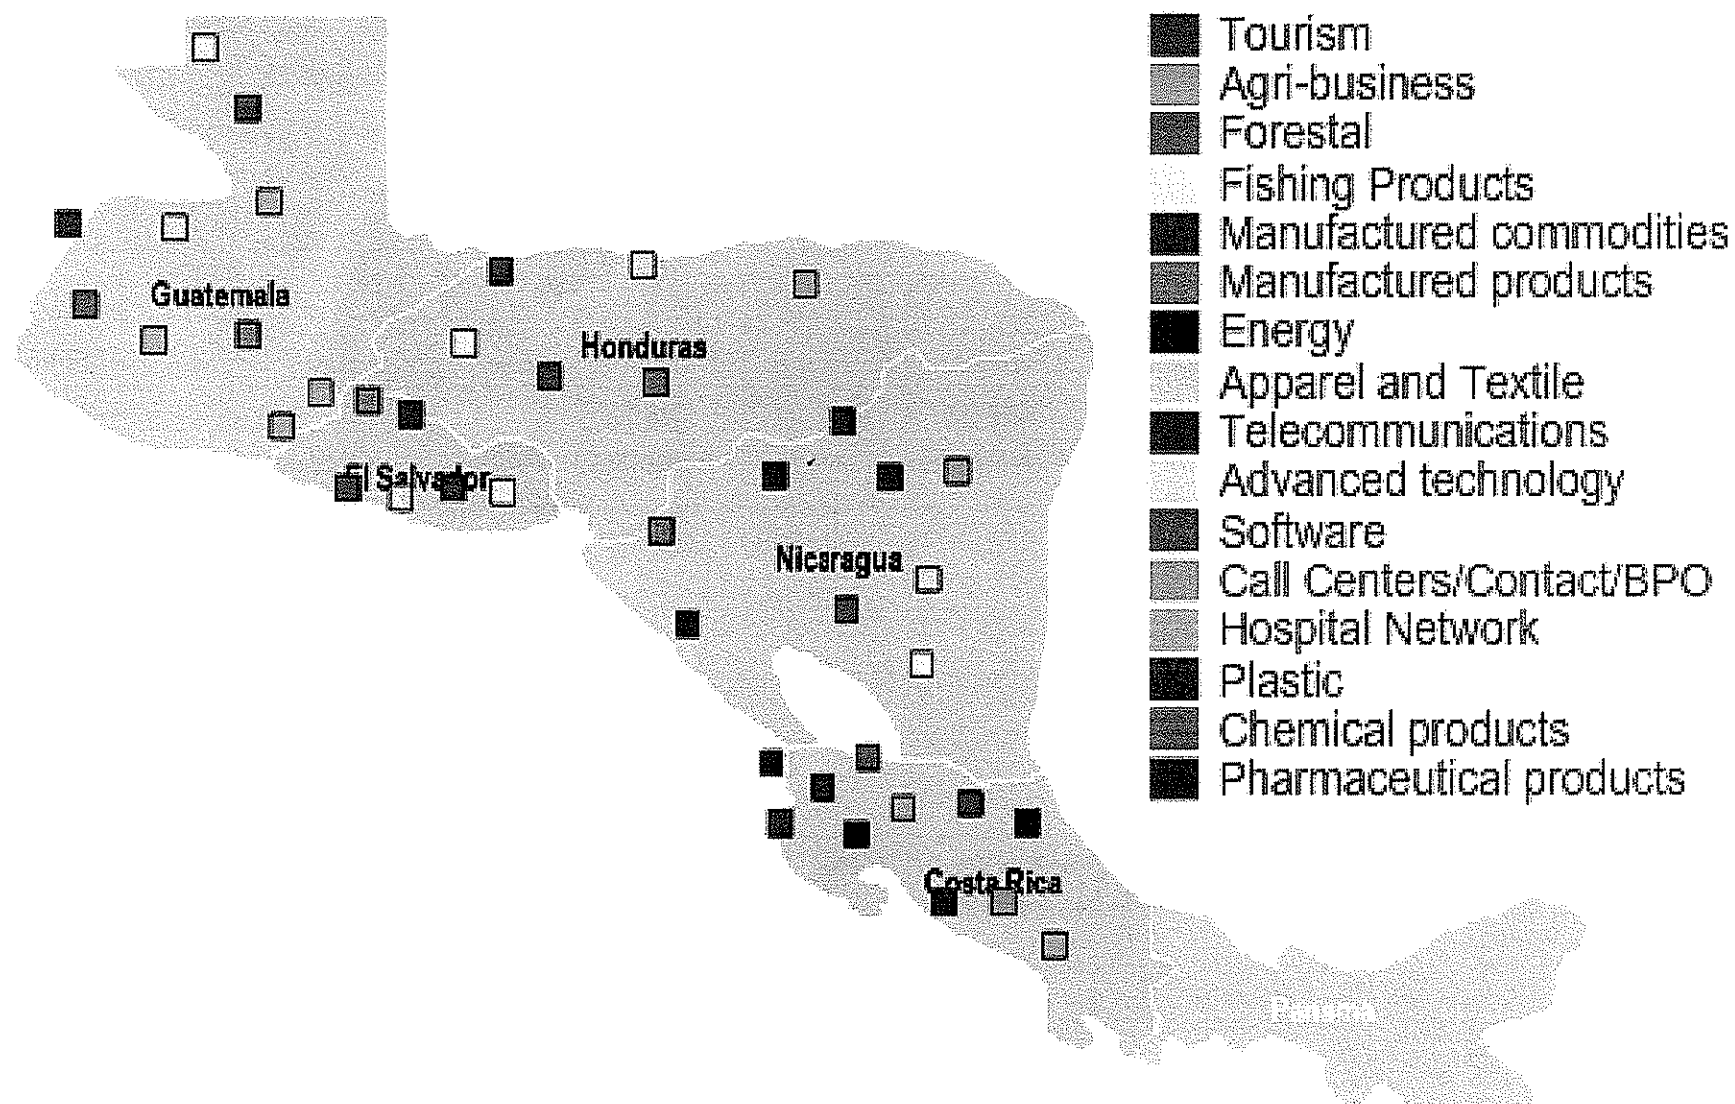 Tourism
Agri-business
Forestal
Fishing Products
Manufactured commodities
Manufactured products
Energy
Apparel and Textile
Telecommunications
Advanced technology
Software
Call Centers/Contact/BPO
Hospital Network
Plastic
Chemical products
Pharmaceutical products
Guatemala
Honduras
El Salvador
Nicaragua
Costa Rica
Panama